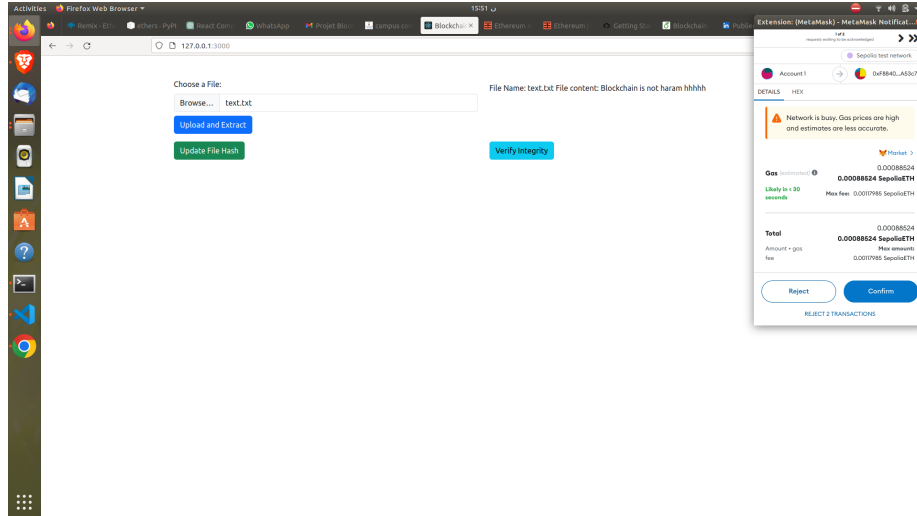 Activities
Firefox Web Browser
15:51 ن
Remix - Eth
ethers · PyPI
React Com
WhatsApp
Projet Blo
campus
Blockchai
Ethereum
Ethereum
Getting St
Blockchain
Publie
127.0.0.1:3000
Choose a File:
Browse... text.txt
Upload and Extract
Update File Hash
File Name: text.txt File content: Blockchain is not haram hhhhh
Verify Integrity
Extension: (MetaMask) - MetaMask Notificat...
1 of 2
requests waiting to be acknowledged
Sepolia test network
Account 1
0xF8840...A53c7
DETAILS HEX
Network is busy. Gas prices are high
and estimates are less accurate.
Market >
0.00088524
Gas (estimated) 0.00088524 SepoliaETH
Likely in < 30
seconds
Max fee: 0.00117985 SepoliaETH
0.00088524
Total 0.00088524 SepoliaETH
Amount + gas
fee
Max amount:
0.00117985 SepoliaETH
Reject Confirm
REJECT 2 TRANSACTIONS